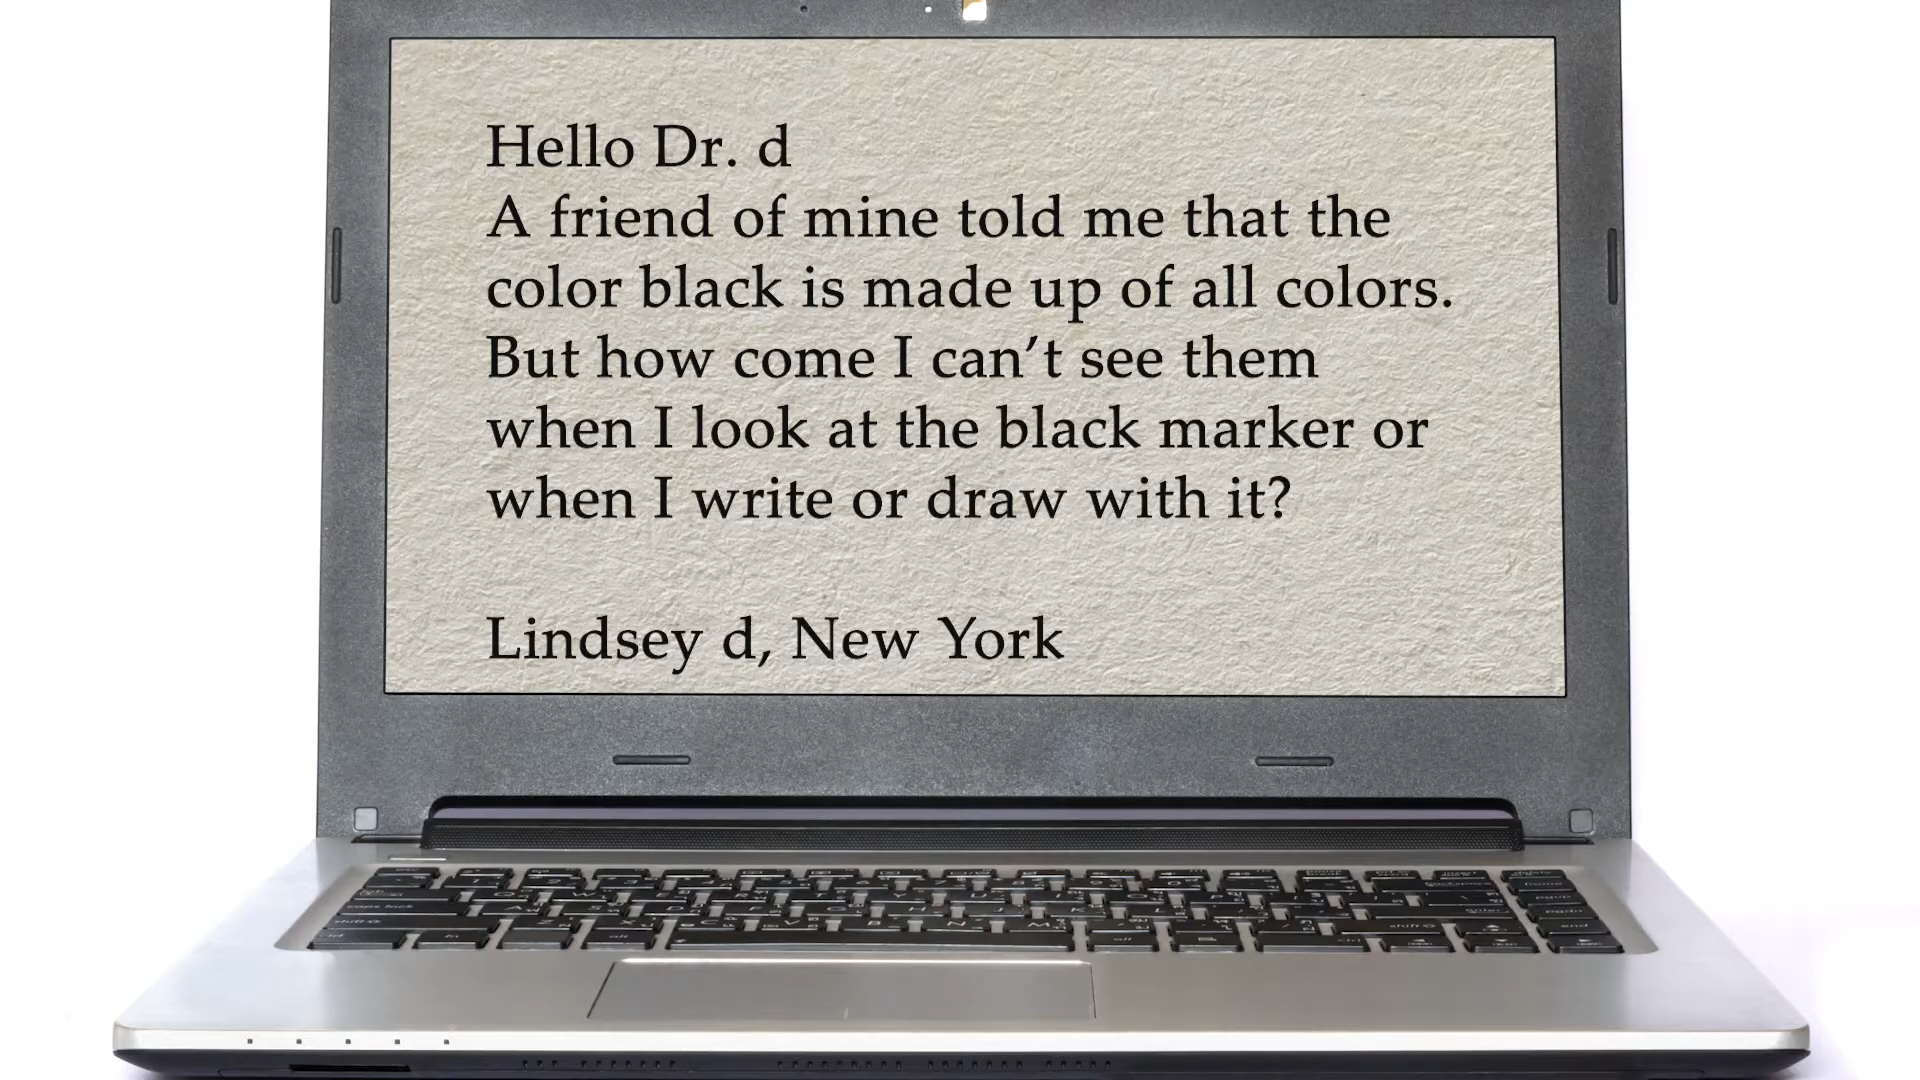 Hello Dr. d
A friend of mine told me that the
color black is made up of all colors.
But how come I can’t see them
when I look at the black marker or
when I write or draw with it?
Lindsey d, New York